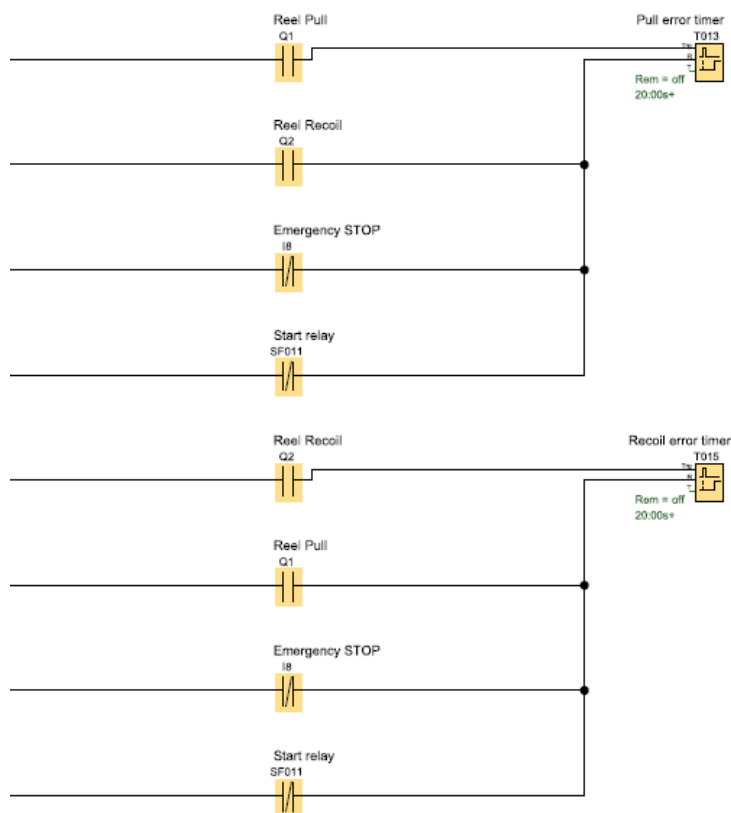 Reel Pull
Q1
Pull error timer
T013
Trg
R
T
Rem = off
20:00s+
Reel Recoil
Q2
Emergency STOP
I8
Start relay
SF011
Reel Recoil
Q2
Recoil error timer
T015
Trg
R
T
Rem = off
20:00s+
Reel Pull
Q1
Emergency STOP
I8
Start relay
SF011